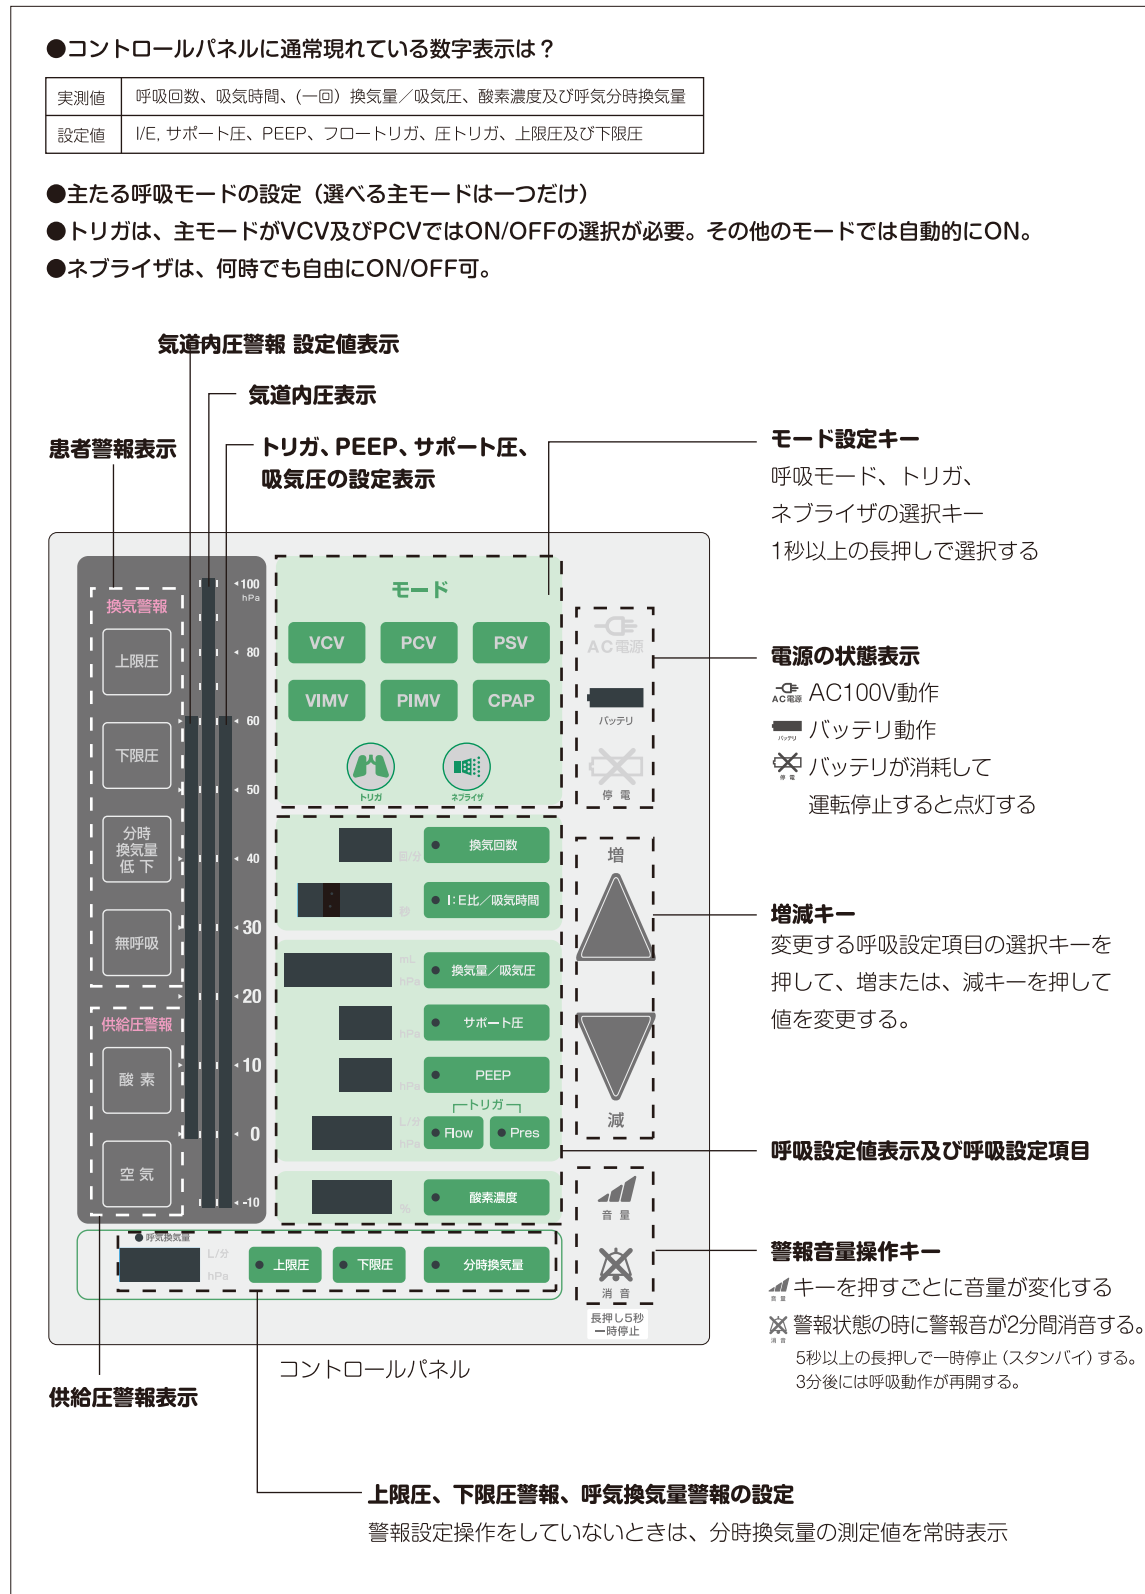 ●コントロールパネルに通常現れている数字表示は？
実測値 呼吸回数、吸気時間、(一回) 換気量／吸気圧、酸素濃度及び呼気分時換気量
設定値 I/E, サポート圧、PEEP、フロートリガ、圧トリガ、上限圧及び下限圧
●主たる呼吸モードの設定（選べる主モードは一つだけ）
●トリガは、主モードがVCV及びPCVではON/OFFの選択が必要。その他のモードでは自動的にON。
●ネブライザは、何時でも自由にON/OFF可。
気道内圧警報 設定値表示
気道内圧表示
患者警報表示
トリガ、PEEP、サポート圧、
吸気圧の設定表示
モード設定キー
呼吸モード、トリガ、
ネブライザの選択キー
1秒以上の長押しで選択する
換気警報
上限圧
下限圧
分時
換気量
低下
無呼吸
供給圧警報
酸素
空気
100
hPa
80
60
50
40
30
20
10
0
-10
モード
VCV PCV PSV
VIMV PIMV CPAP
トリガ ネブライザ
AC電源
バッテリ
停電
電源の状態表示
AC電源 AC100V動作
バッテリ バッテリ動作
停電 バッテリが消耗して
運転停止すると点灯する
回/分 換気回数
秒 I:E比／吸気時間
mL
hPa 換気量／吸気圧
hPa サポート圧
hPa PEEP
トリガ
L/分
hPa Flow Pres
% 酸素濃度
増
減
増減キー
変更する呼吸設定項目の選択キーを
押して、増または、減キーを押して
値を変更する。
呼吸設定値表示及び呼吸設定項目
音量
消音
長押し5秒
一時停止
警報音量操作キー
音量 キーを押すごとに音量が変化する
消音 警報状態の時に警報音が2分間消音する。
5秒以上の長押しで一時停止 (スタンバイ) する。
3分後には呼吸動作が再開する。
●呼気換気量
L/分
hPa
上限圧 下限圧 分時換気量
コントロールパネル
供給圧警報表示
上限圧、下限圧警報、呼気換気量警報の設定
警報設定操作をしていないときは、分時換気量の測定値を常時表示